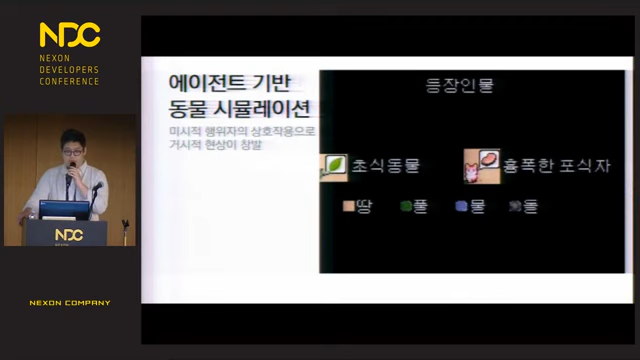 NDC
NEXON
DEVELOPERS
CONFERENCE
에이전트 기반
동물 시뮬레이션
미시적 행위자의 상호작용으로
거시적 현상이 창발
등장인물
초식동물
흉폭한 포식자
땅
풀
물
돌
NDC
NEXON COMPANY